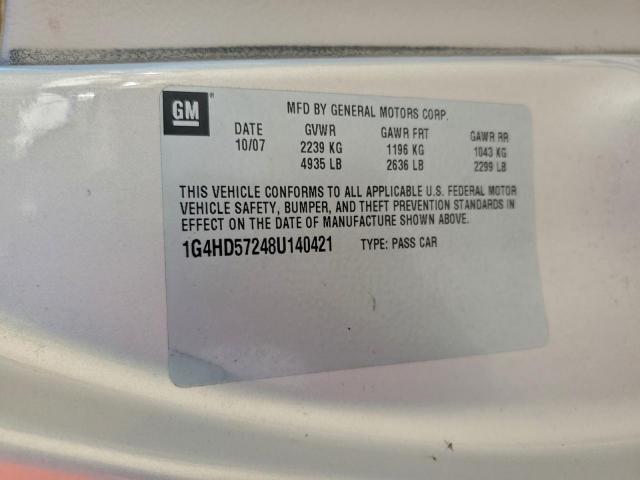 GM ® MFD BY GENERAL MOTORS CORP.
DATE GVWR GAWR FRT GAWR RR
10/07 2239 KG 1196 KG 1043 KG
4935 LB 2636 LB 2299 LB
THIS VEHICLE CONFORMS TO ALL APPLICABLE U.S. FEDERAL MOTOR
VEHICLE SAFETY, BUMPER, AND THEFT PREVENTION STANDARDS IN
EFFECT ON THE DATE OF MANUFACTURE SHOWN ABOVE.
1G4HD57248U140421 TYPE: PASS CAR